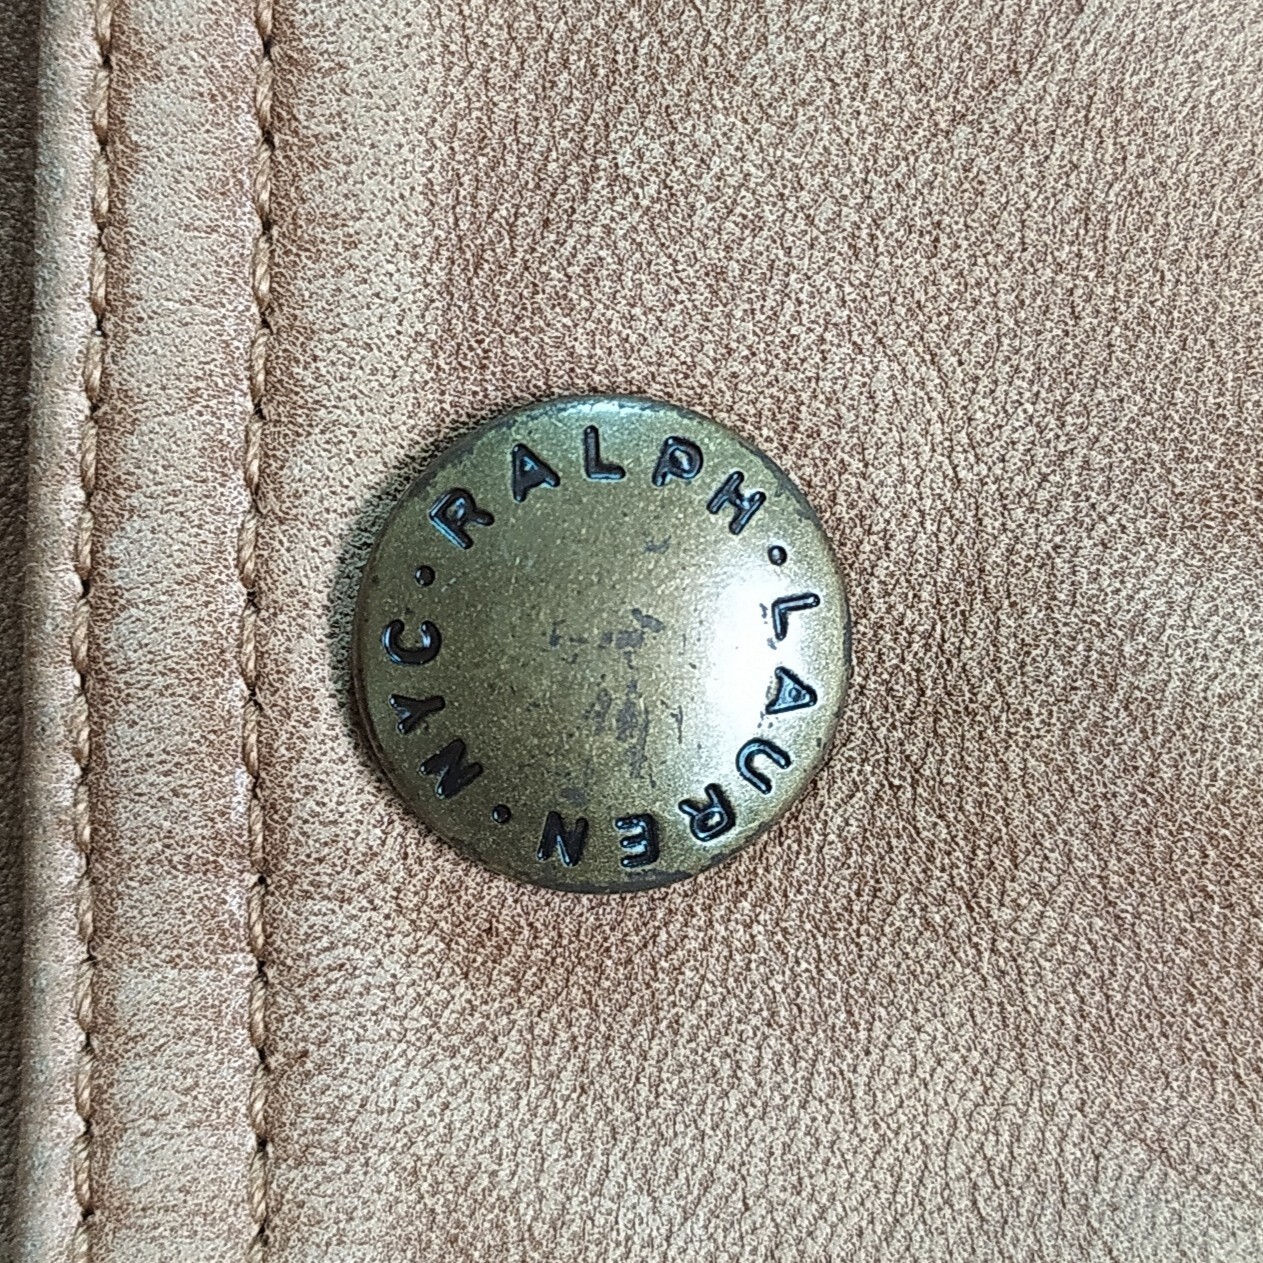 RALPH · LAUREN · NYC ·